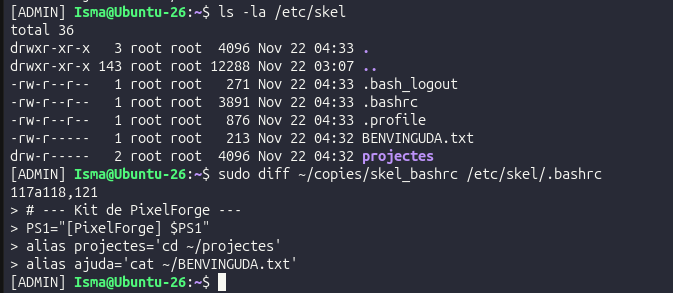 [ADMIN] Isma@Ubuntu-26:~$ ls -la /etc/skel
total 36
drwxr-xr-x   3 root root  4096 Nov 22 04:33 .
drwxr-xr-x 143 root root 12288 Nov 22 03:07 ..
-rw-r--r--   1 root root   271 Nov 22 04:33 .bash_logout
-rw-r--r--   1 root root  3891 Nov 22 04:33 .bashrc
-rw-r--r--   1 root root   876 Nov 22 04:33 .profile
-rw-r-----   1 root root   213 Nov 22 04:32 BENVINGUDA.txt
drw-r-----   2 root root  4096 Nov 22 04:32 projectes
[ADMIN] Isma@Ubuntu-26:~$ sudo diff ~/copies/skel_bashrc /etc/skel/.bashrc
117a118,121
> # --- Kit de PixelForge ---
> PS1="[PixelForge] $PS1"
> alias projectes='cd ~/projectes'
> alias ajuda='cat ~/BENVINGUDA.txt'
[ADMIN] Isma@Ubuntu-26:~$